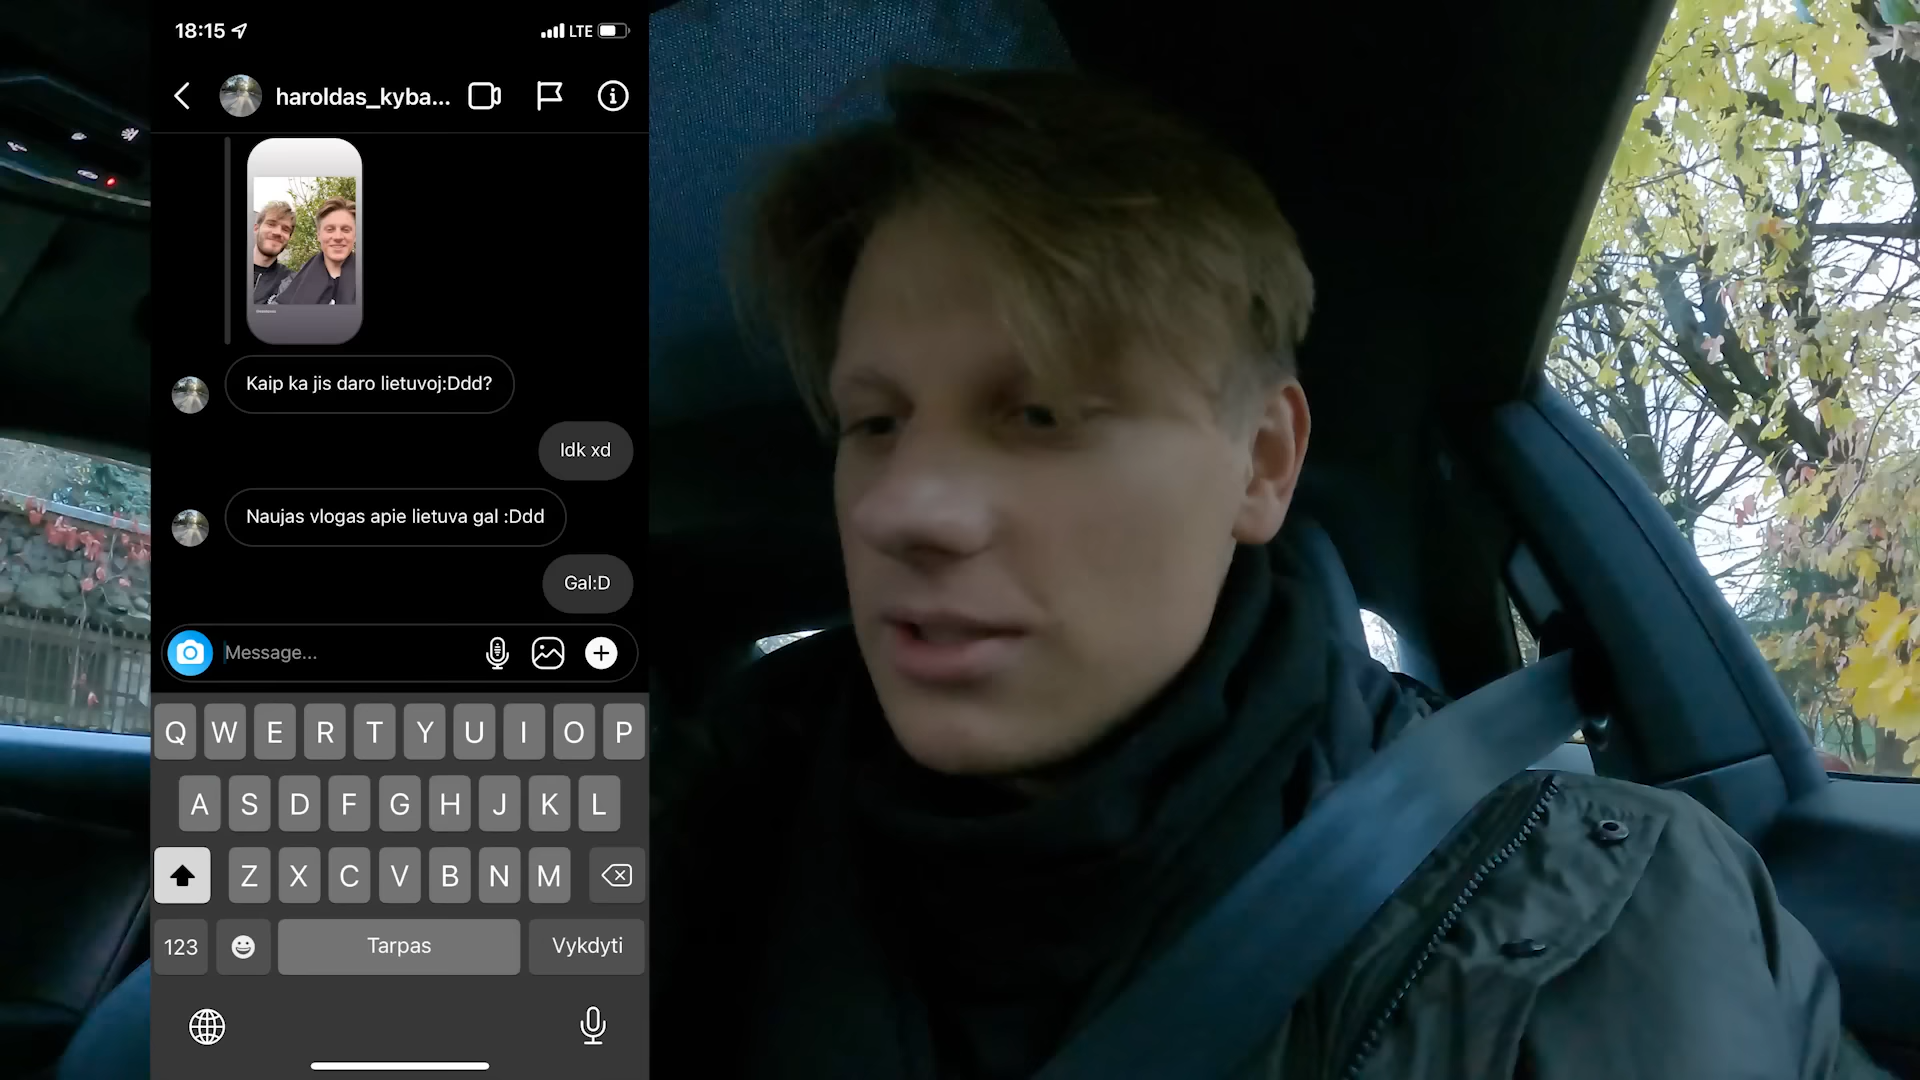 18:15
LTE
haroldas_kyba...
Kaip ka jis daro lietuvoj:Ddd?
Idk xd
Naujas vlogas apie lietuva gal :Ddd
Gal:D
Message...
Q W E R T Y U I O P
A S D F G H J K L
Z X C V B N M
123
Tarpas
Vykdyti